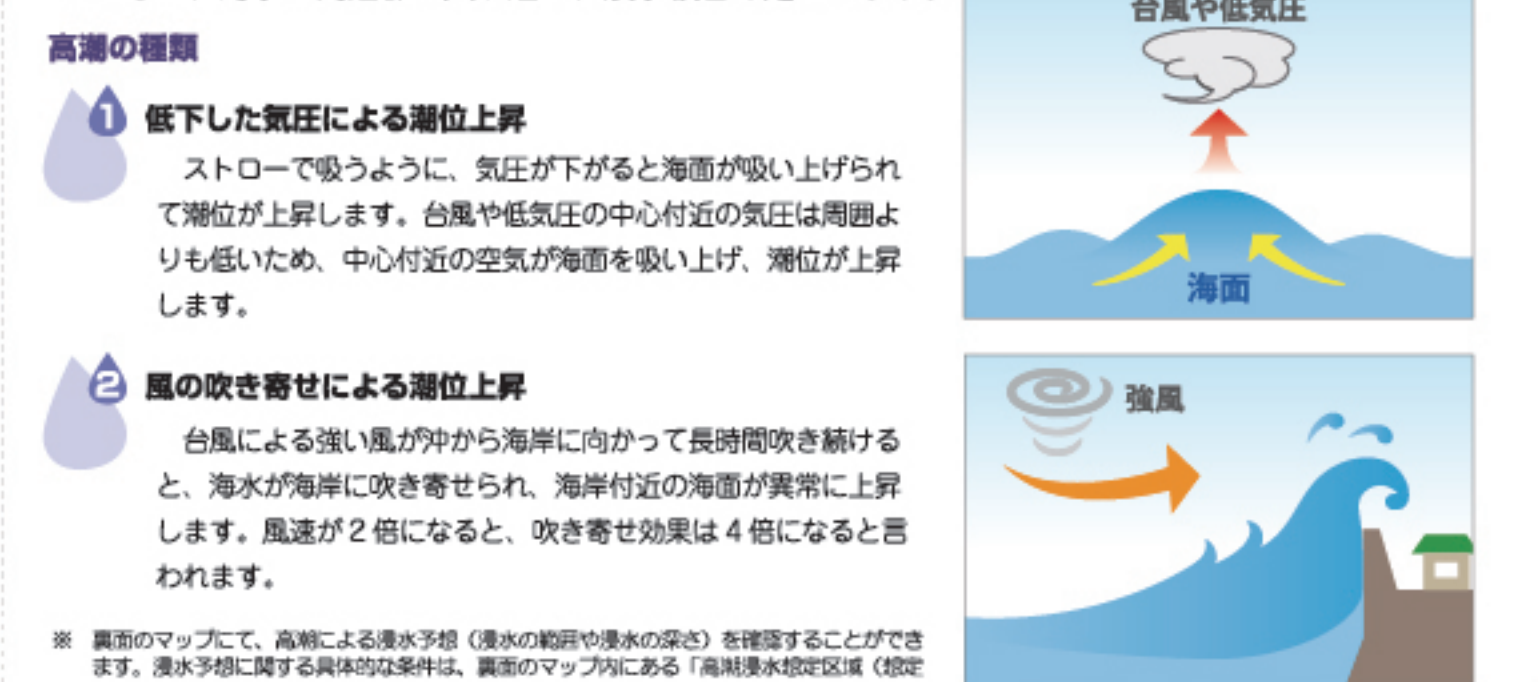 高潮の種類
1 低下した気圧による潮位上昇
ストローで吸うように、気圧が下がると海面が吸い上げられ
て潮位が上昇します。台風や低気圧の中心付近の気圧は周囲よ
りも低いため、中心付近の空気が海面を吸い上げ、潮位が上昇
します。
台風や低気圧
海面
2 風の吹き寄せによる潮位上昇
台風による強い風が沖から海岸に向かって長時間吹き続ける
と、海水が海岸に吹き寄せられ、海岸付近の海面が異常に上昇
します。風速が2倍になると、吹き寄せ効果は4倍になると言
われます。
強風
※ 裏面のマップにて、高潮による浸水予想（浸水の範囲や浸水の深さ）を確認することができ
ます。浸水予想に関する具体的な条件は、裏面のマップ内にある「高潮浸水想定区域（想定